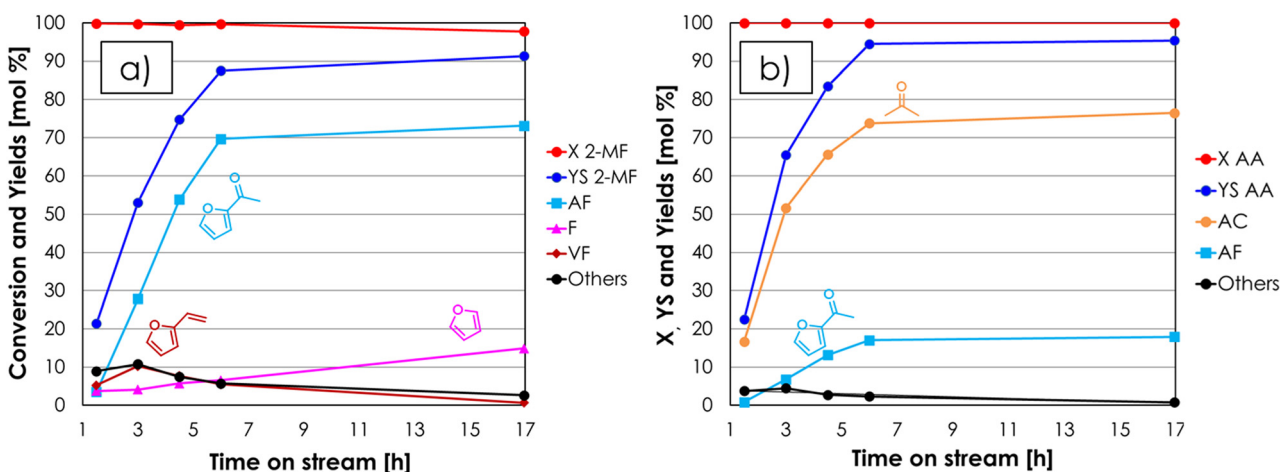 a)
Conversion and Yields [mol %]
100
90
80
70
60
50
40
30
20
10
0
O
O
O
O
1 3 5 7 9 11 13 15 17
Time on stream [h]
X 2-MF
YS 2-MF
AF
F
VF
Others
b)
X, YS and Yields [mol %]
100
90
80
70
60
50
40
30
20
10
0
O
O
O
1 3 5 7 9 11 13 15 17
Time on stream [h]
X AA
YS AA
AC
AF
Others